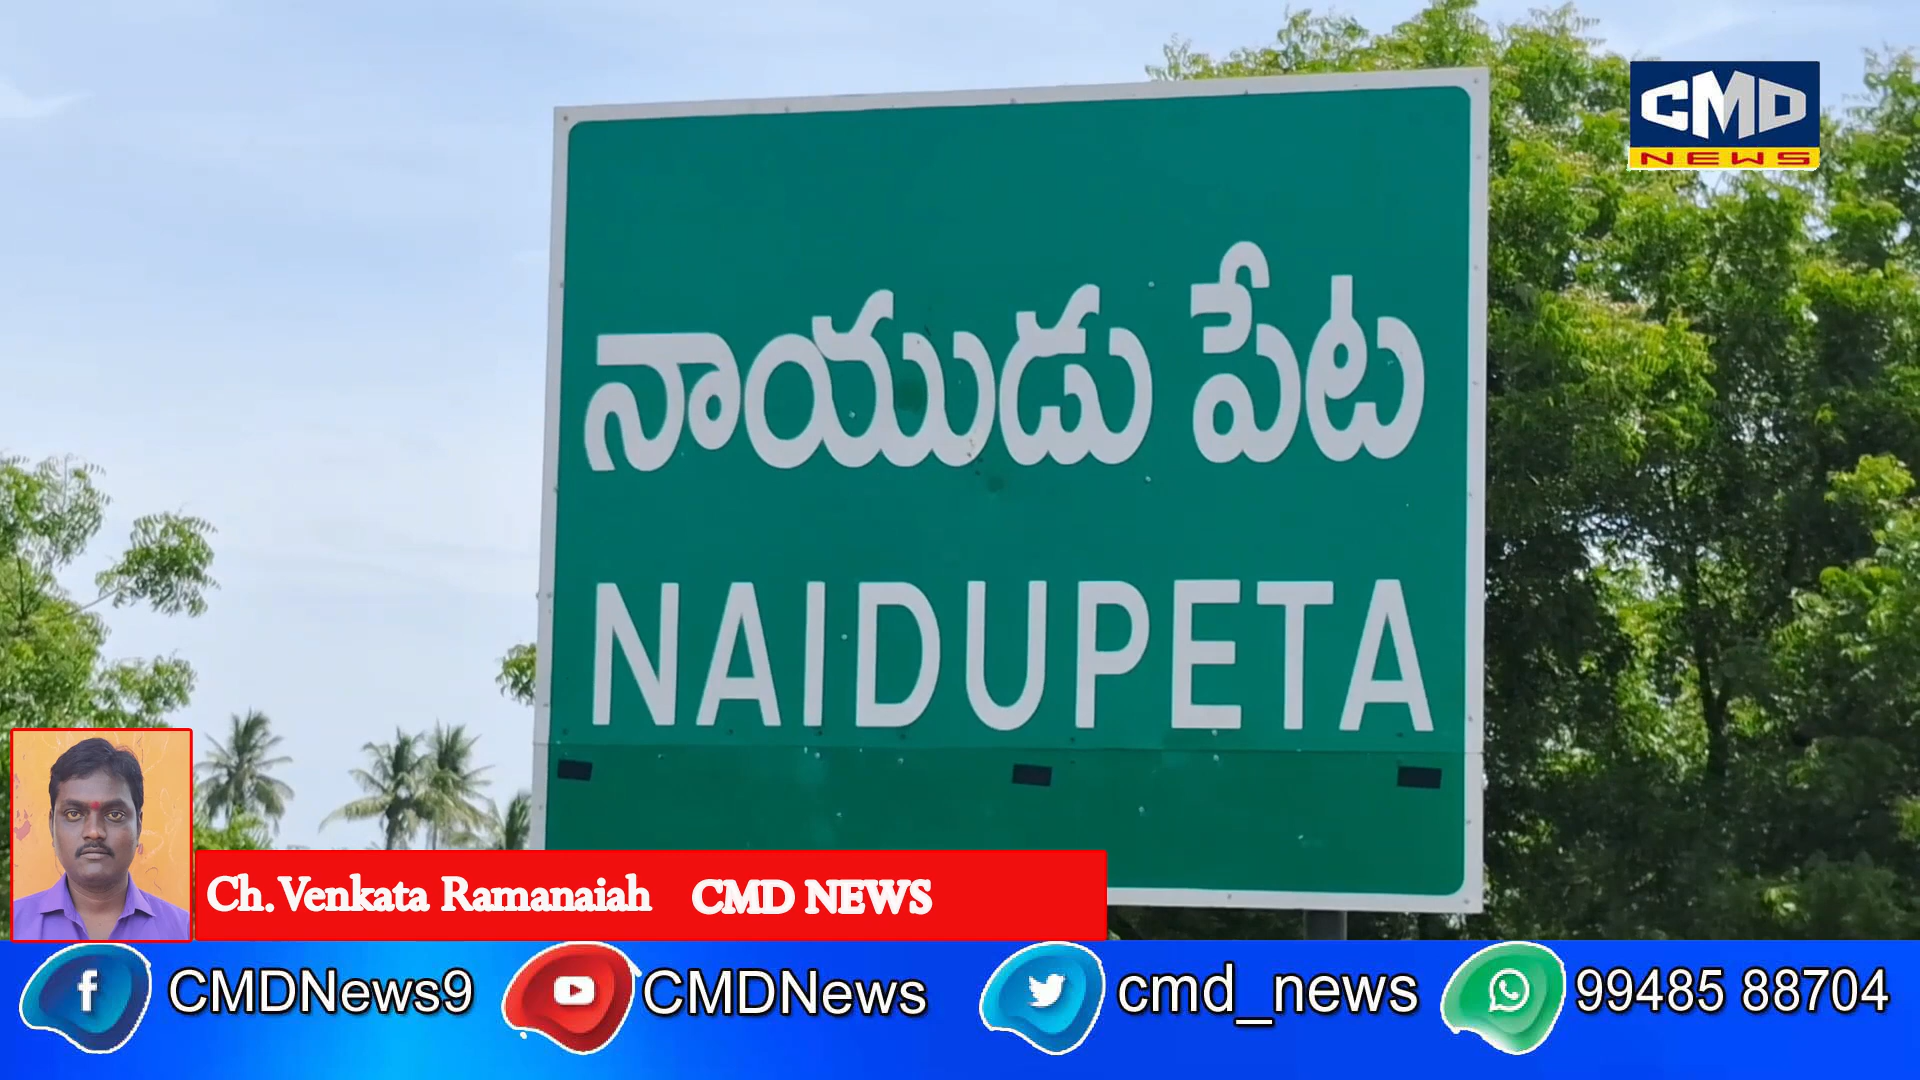 CMD
NEWS
నాయుడు పేట
NAIDUPETA
Ch. Venkata Ramanaiah CMD NEWS
CMDNews9 CMDNews cmd_news 99485 88704